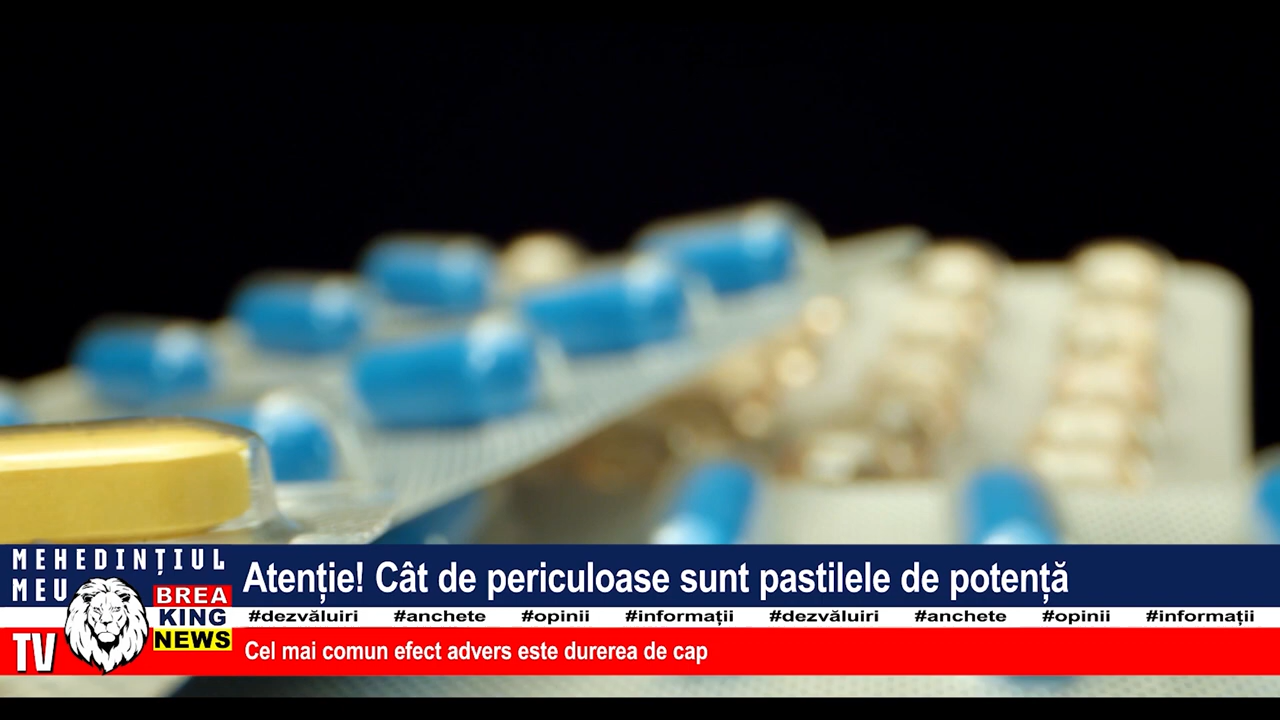 MEHEDINȚIUL
MEU
TV
BREA
KING
NEWS
Atenție! Cât de periculoase sunt pastilele de potență
#dezvăluiri #anchete #opinii #informații #dezvăluiri #anchete #opinii #informații
Cel mai comun efect advers este durerea de cap